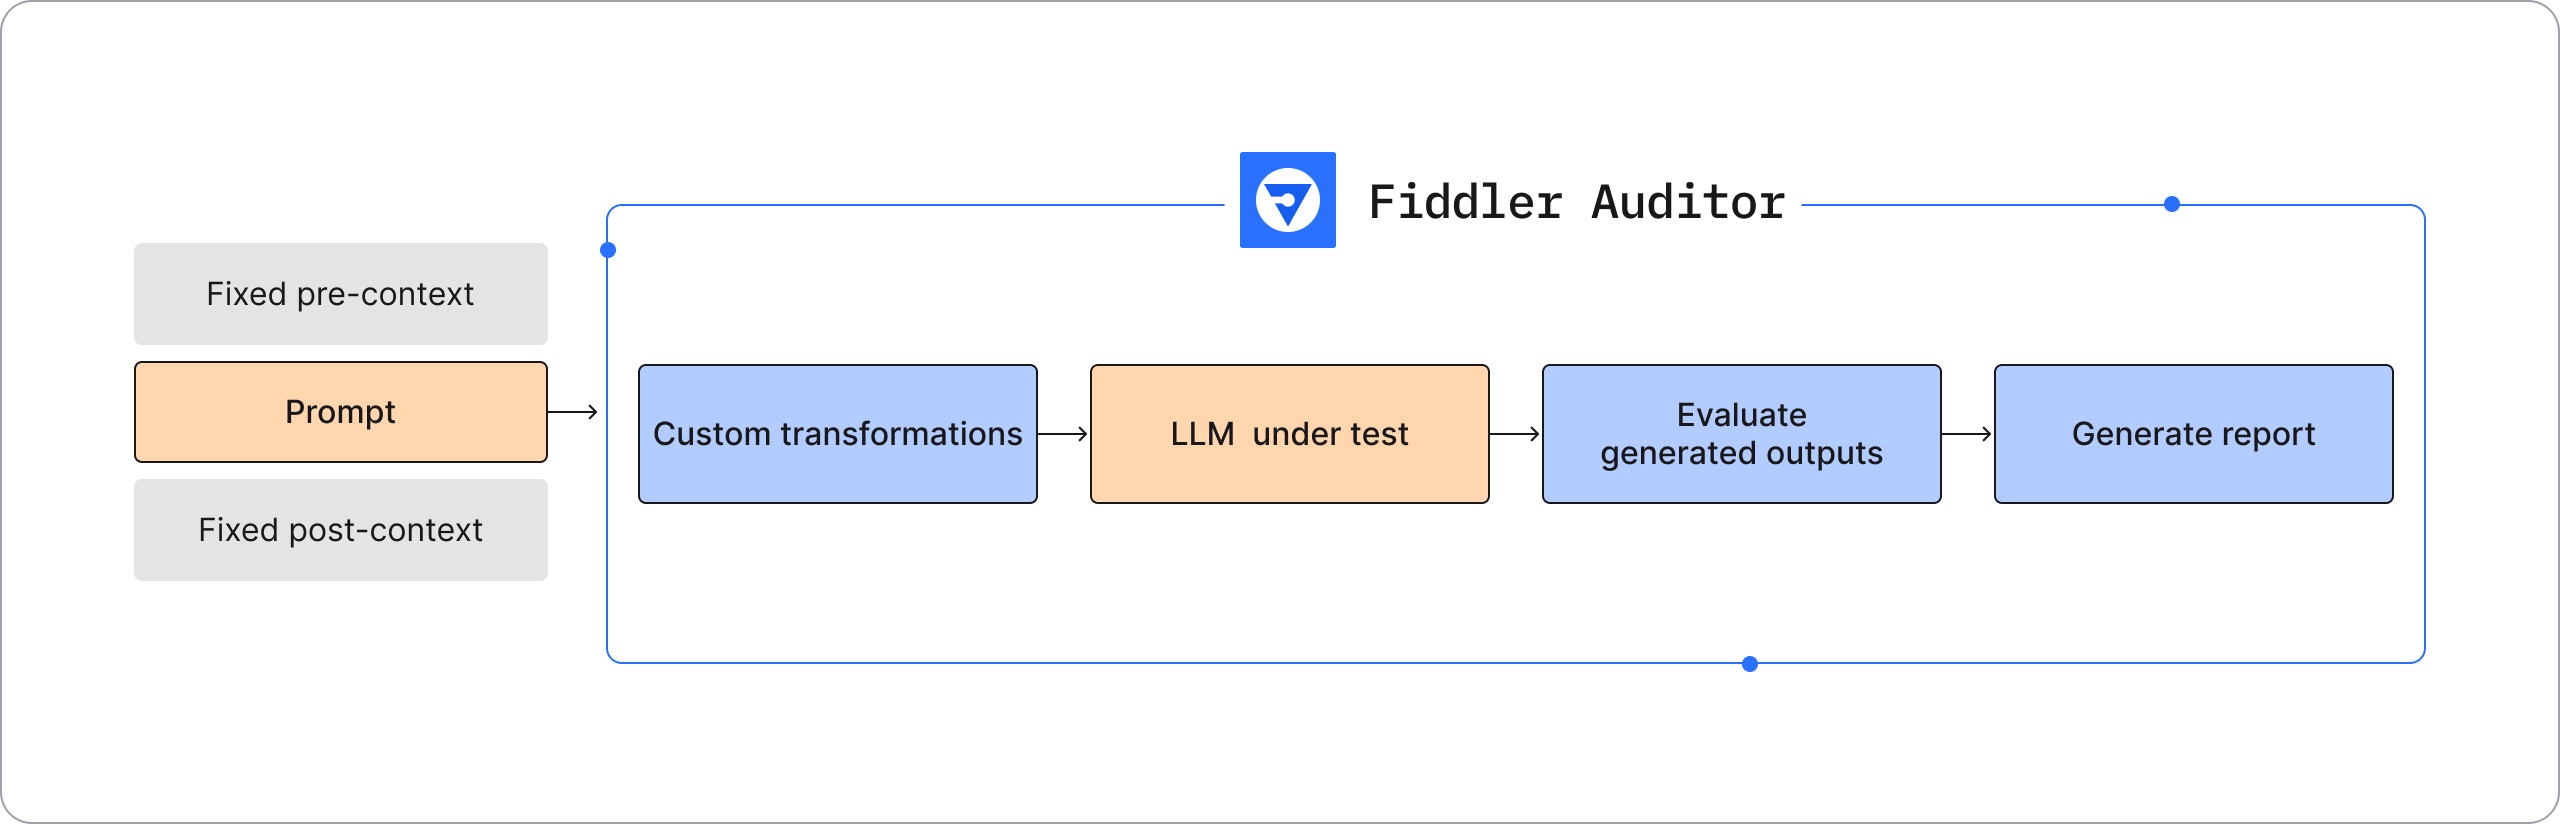 Fiddler Auditor
Fixed pre-context
Prompt
Fixed post-context
Custom transformations
LLM  under test
Evaluate
generated outputs
Generate report